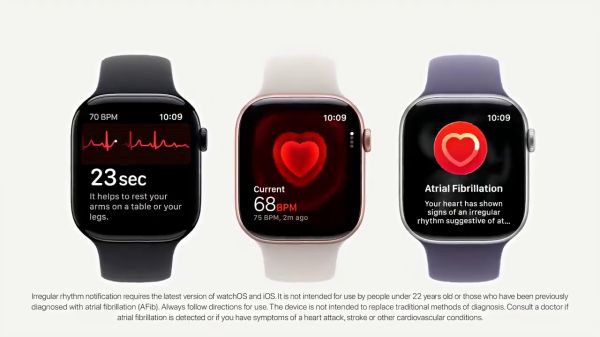 70 BPM 10:09
23 sec
It helps to rest your
arms on a table or your
legs.
10:09
Current
68 BPM
75 BPM, 2m ago
10:09
Atrial Fibrillation
Your heart has shown
signs of an irregular
rhythm suggestive of at...
Irregular rhythm notification requires the latest version of watchOS and iOS. It is not intended for use by people under 22 years old or those who have been previously
diagnosed with atrial fibrillation (AFib). Always follow directions for use. The device is not intended to replace traditional methods of diagnosis. Consult a doctor if
atrial fibrillation is detected or if you have symptoms of a heart attack, stroke or other cardiovascular conditions.